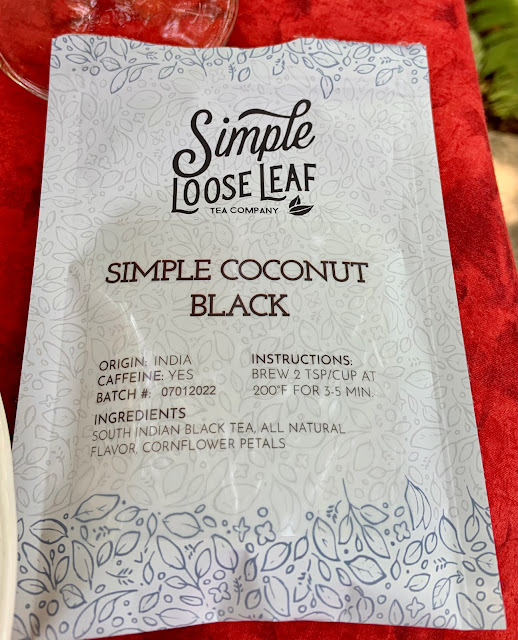 Simple
LOOSE LEAF
TEA COMPANY
SIMPLE COCONUT
BLACK
ORIGIN: INDIA
CAFFEINE: YES
BATCH #: 07012022
INSTRUCTIONS:
BREW 2 TSP/CUP AT
200°F FOR 3-5 MIN.
INGREDIENTS
SOUTH INDIAN BLACK TEA, ALL NATURAL
FLAVOR, CORNFLOWER PETALS